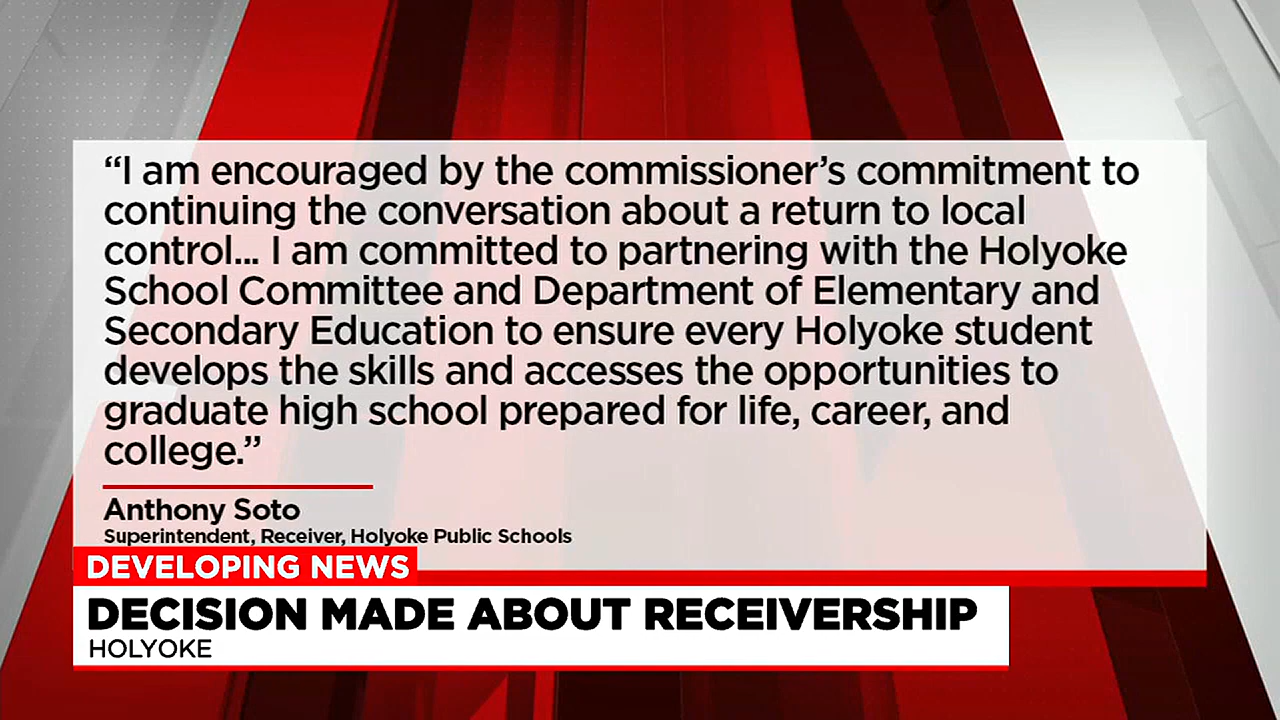 “I am encouraged by the commissioner’s commitment to
continuing the conversation about a return to local
control... I am committed to partnering with the Holyoke
School Committee and Department of Elementary and
Secondary Education to ensure every Holyoke student
develops the skills and accesses the opportunities to
graduate high school prepared for life, career, and
college.”
Anthony Soto
Superintendent, Receiver, Holyoke Public Schools
DEVELOPING NEWS
DECISION MADE ABOUT RECEIVERSHIP
HOLYOKE